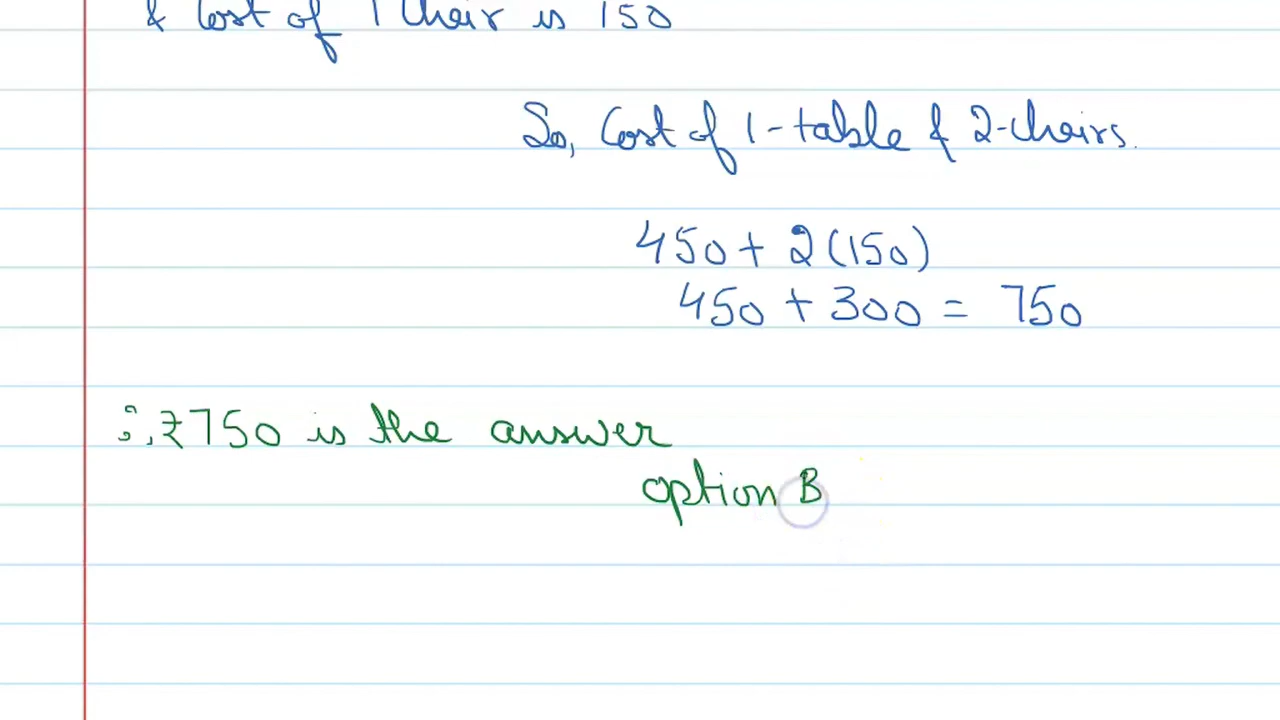 & Cost of 1 Chair is 150
So, Cost of 1-table & 2-chairs.
450 + 2 (150)
450 + 300 = 750
∴ ₹750 is the answer
option B